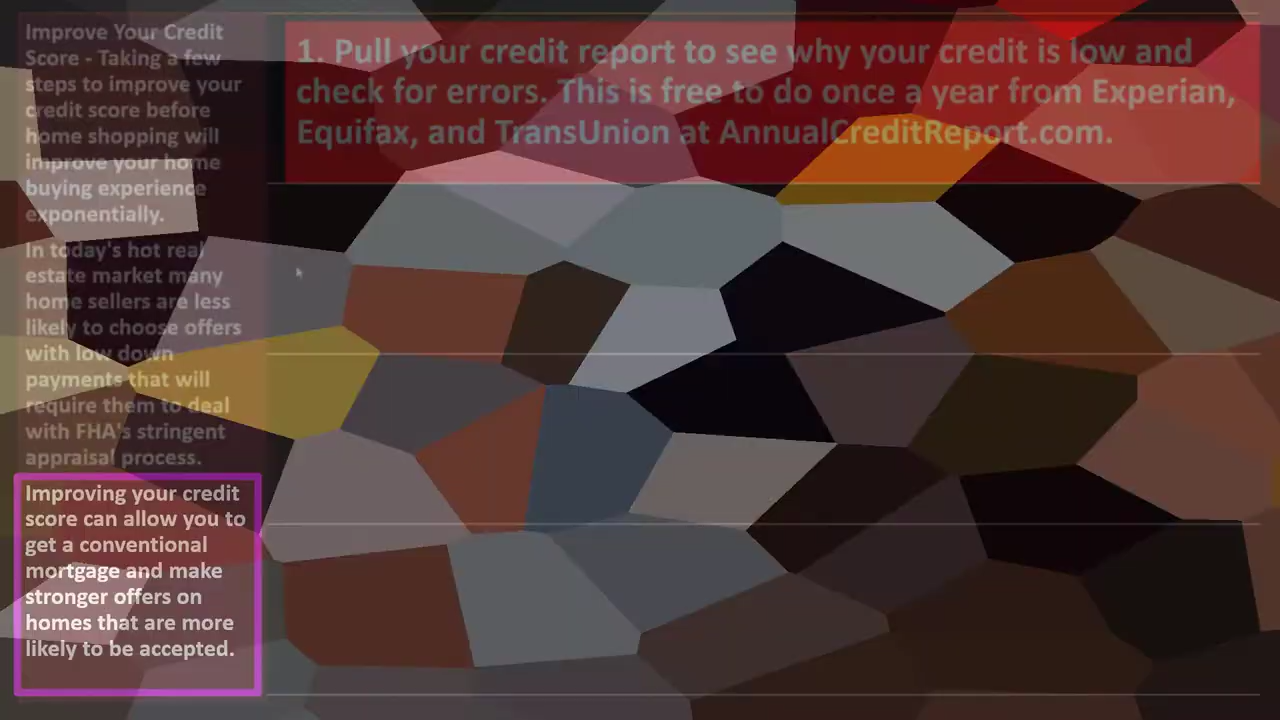 Improve Your Credit
Score - Taking a few
steps to improve your
credit score before
home shopping will
improve your home
buying experience
exponentially.
In today's hot real
estate market many
home sellers are less
likely to choose offers
with low down
payments that will
require them to deal
with FHA's stringent
appraisal process.
Improving your credit
score can allow you to
get a conventional
mortgage and make
stronger offers on
homes that are more
likely to be accepted.
1. Pull your credit report to see why your credit is low and
check for errors. This is free to do once a year from Experian,
Equifax, and TransUnion at AnnualCreditReport.com.